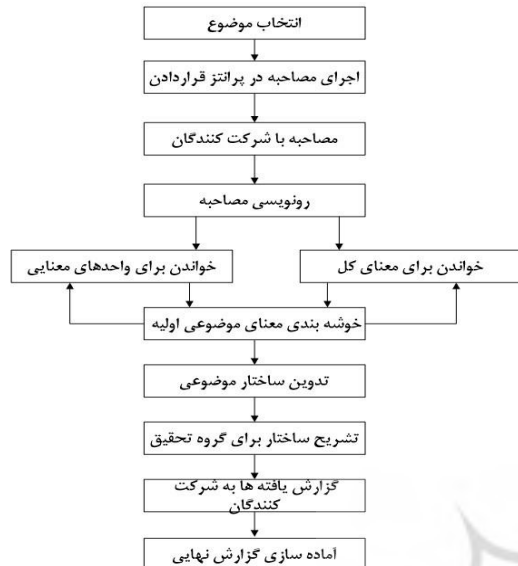 انتخاب موضوع
اجرای مصاحبه در پرانتز قراردادن
مصاحبه با شرکت کنندگان
رونویسی مصاحبه
خواندن برای معنای کل
خواندن برای واحدهای معنایی
خوشه بندی معنای موضوعی اولیه
تدوین ساختار موضوعی
تشریح ساختار برای گروه تحقیق
گزارش یافته ها به شرکت
کنندگان
آماده سازی گزارش نهایی